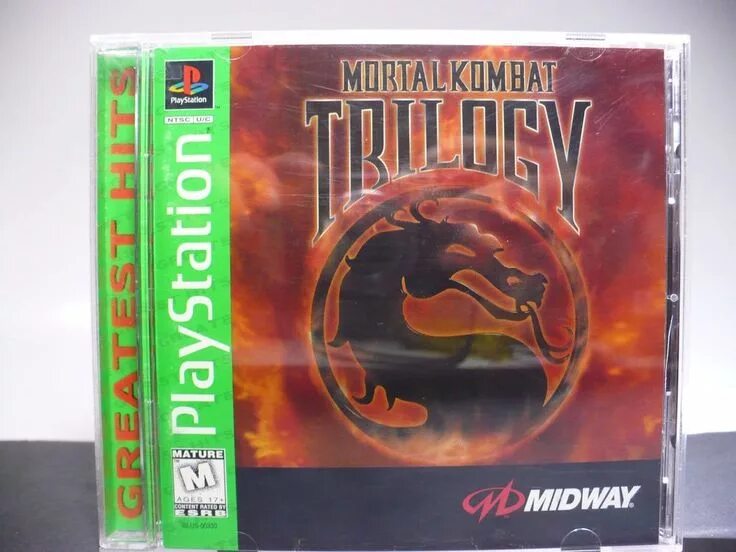 GREATEST HITS
PlayStation
NTSC U/C
PlayStation
MORTAL KOMBAT
TRILOGY
MATURE
M
AGES 17+
CONTENT RATED BY
ESRB
MIDWAY